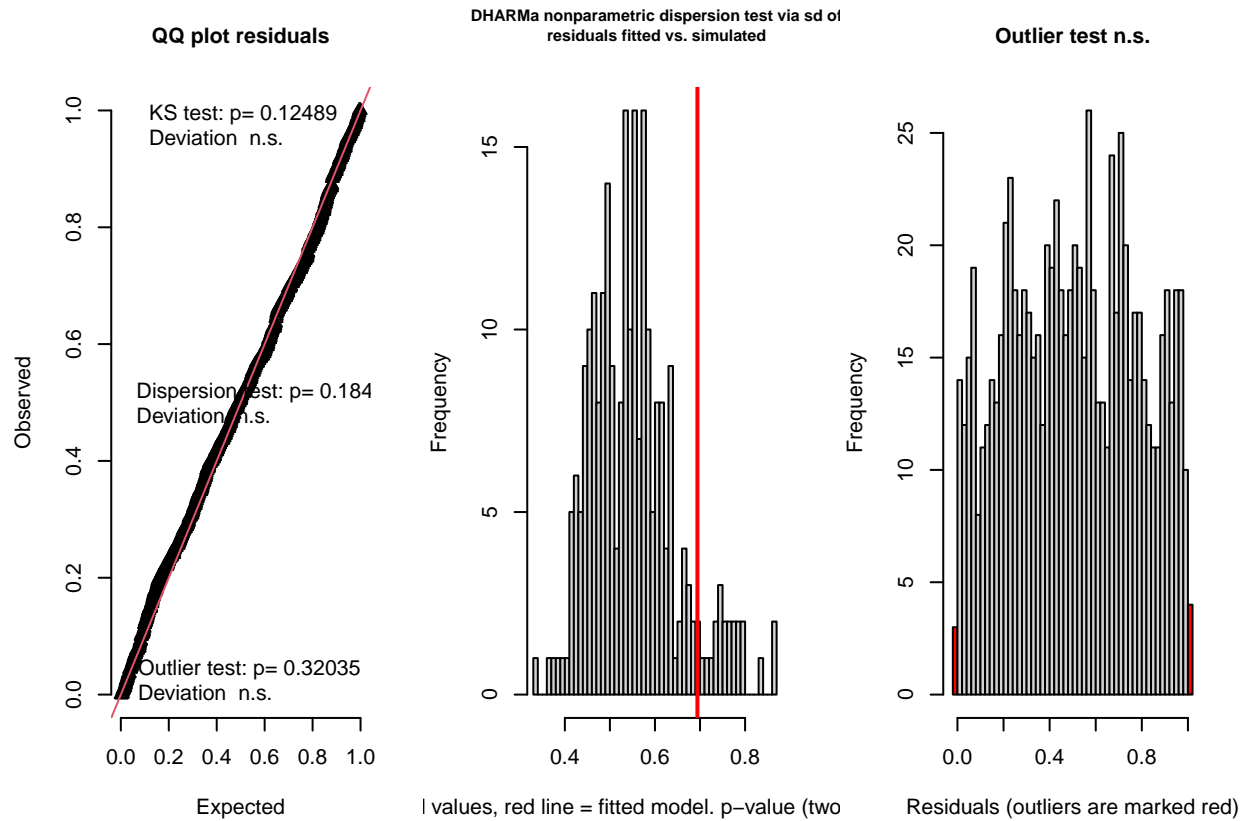 QQ plot residuals
KS test: p= 0.12489
Deviation n.s.
Dispersion test: p= 0.184
Deviation n.s.
Outlier test: p= 0.32035
Deviation n.s.
Observed
0.0 0.2 0.4 0.6 0.8 1.0
0.0 0.2 0.4 0.6 0.8 1.0
Expected
DHARMa nonparametric dispersion test via sd of
residuals fitted vs. simulated
Frequency
0 5 10 15
0.4 0.6 0.8
values, red line = fitted model. p−value (two
Outlier test n.s.
Frequency
0 5 10 15 20 25
0.0 0.4 0.8
Residuals (outliers are marked red)